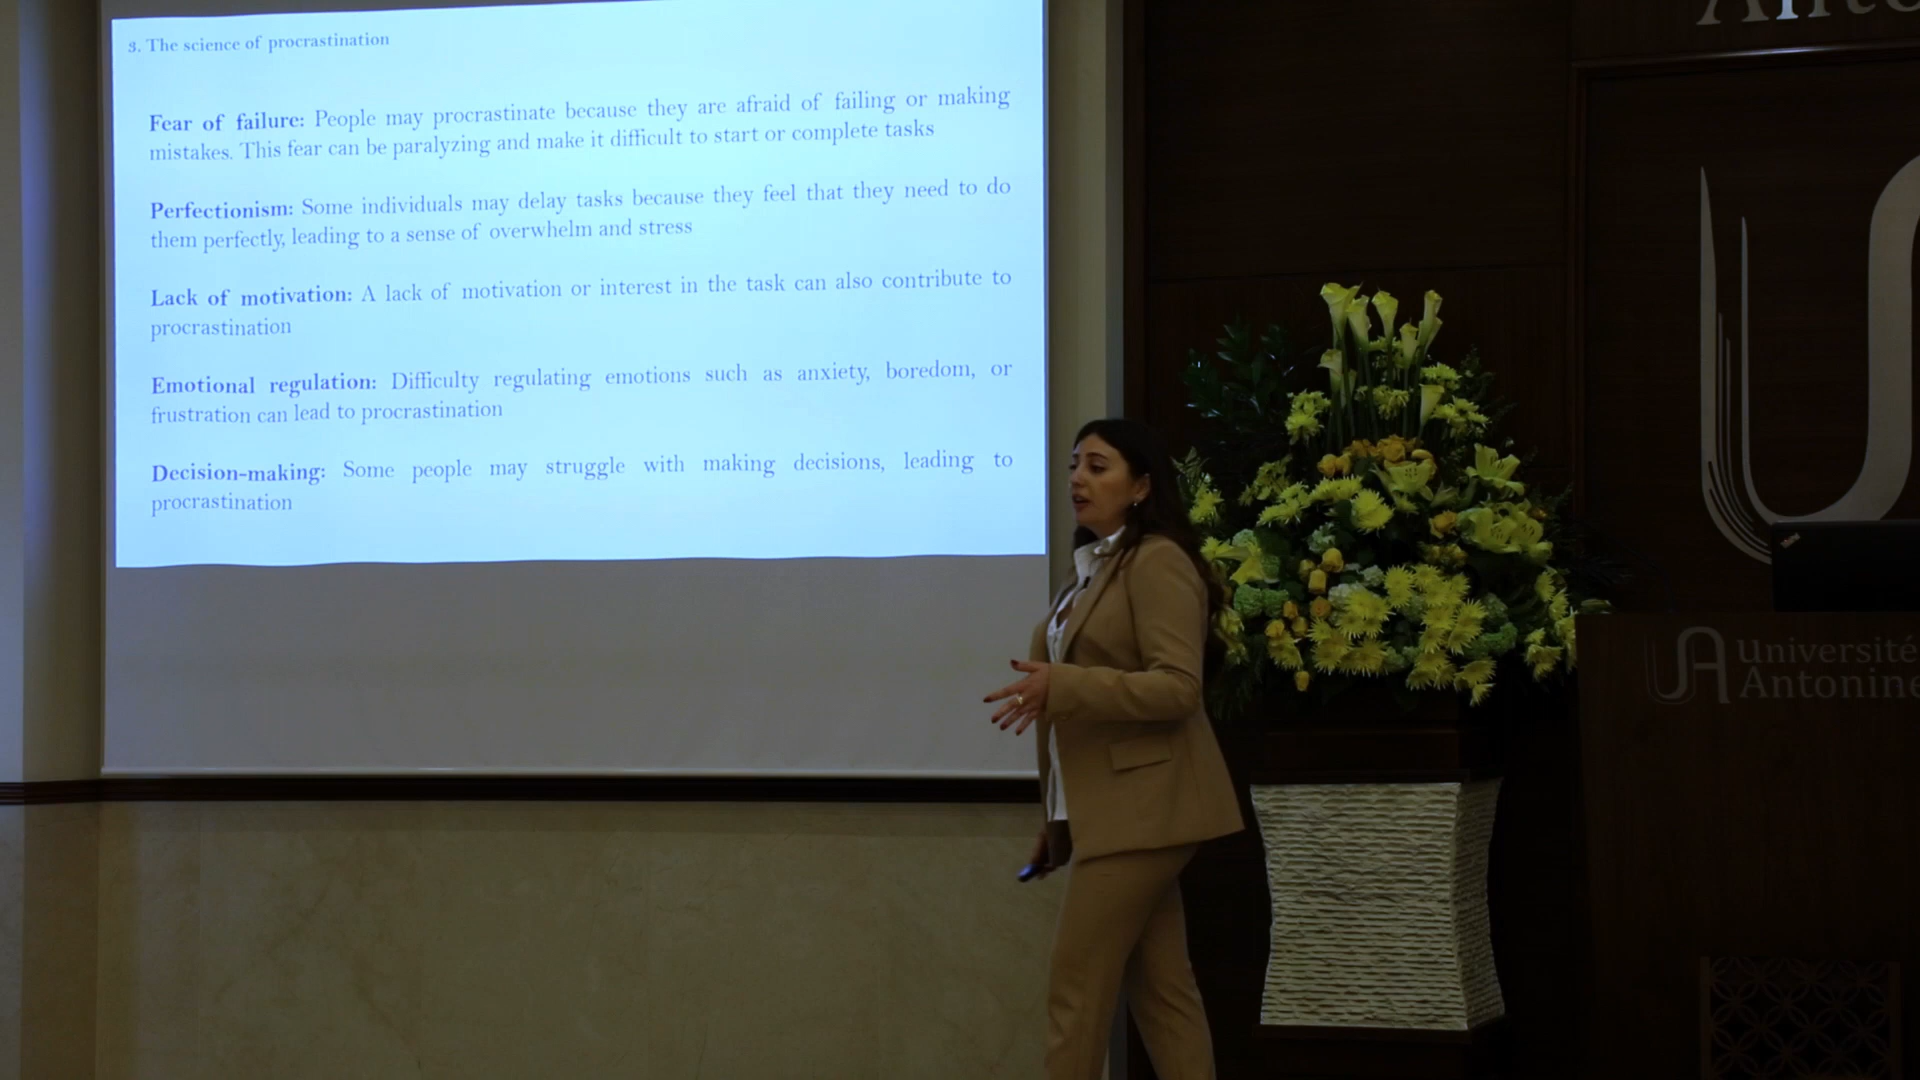 3. The science of procrastination
Fear of failure: People may procrastinate because they are afraid of failing or making
mistakes. This fear can be paralyzing and make it difficult to start or complete tasks
Perfectionism: Some individuals may delay tasks because they feel that they need to do
them perfectly, leading to a sense of overwhelm and stress
Lack of motivation: A lack of motivation or interest in the task can also contribute to
procrastination
Emotional regulation: Difficulty regulating emotions such as anxiety, boredom, or
frustration can lead to procrastination
Decision-making: Some people may struggle with making decisions, leading to
procrastination
UA
Université
Antonine